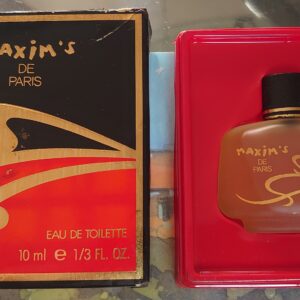 MAXIM'S
DE
PARIS
EAU DE TOILETTE
10 ml e 1/3 FL. OZ.
MAXIM'S
DE
PARIS